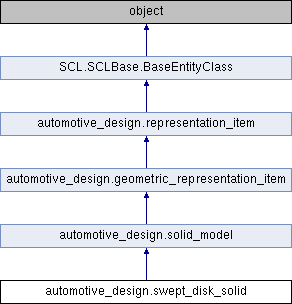 object
SCL.SCLBase.BaseEntityClass
automotive_design.representation_item
automotive_design.geometric_representation_item
automotive_design.solid_model
automotive_design.swept_disk_solid